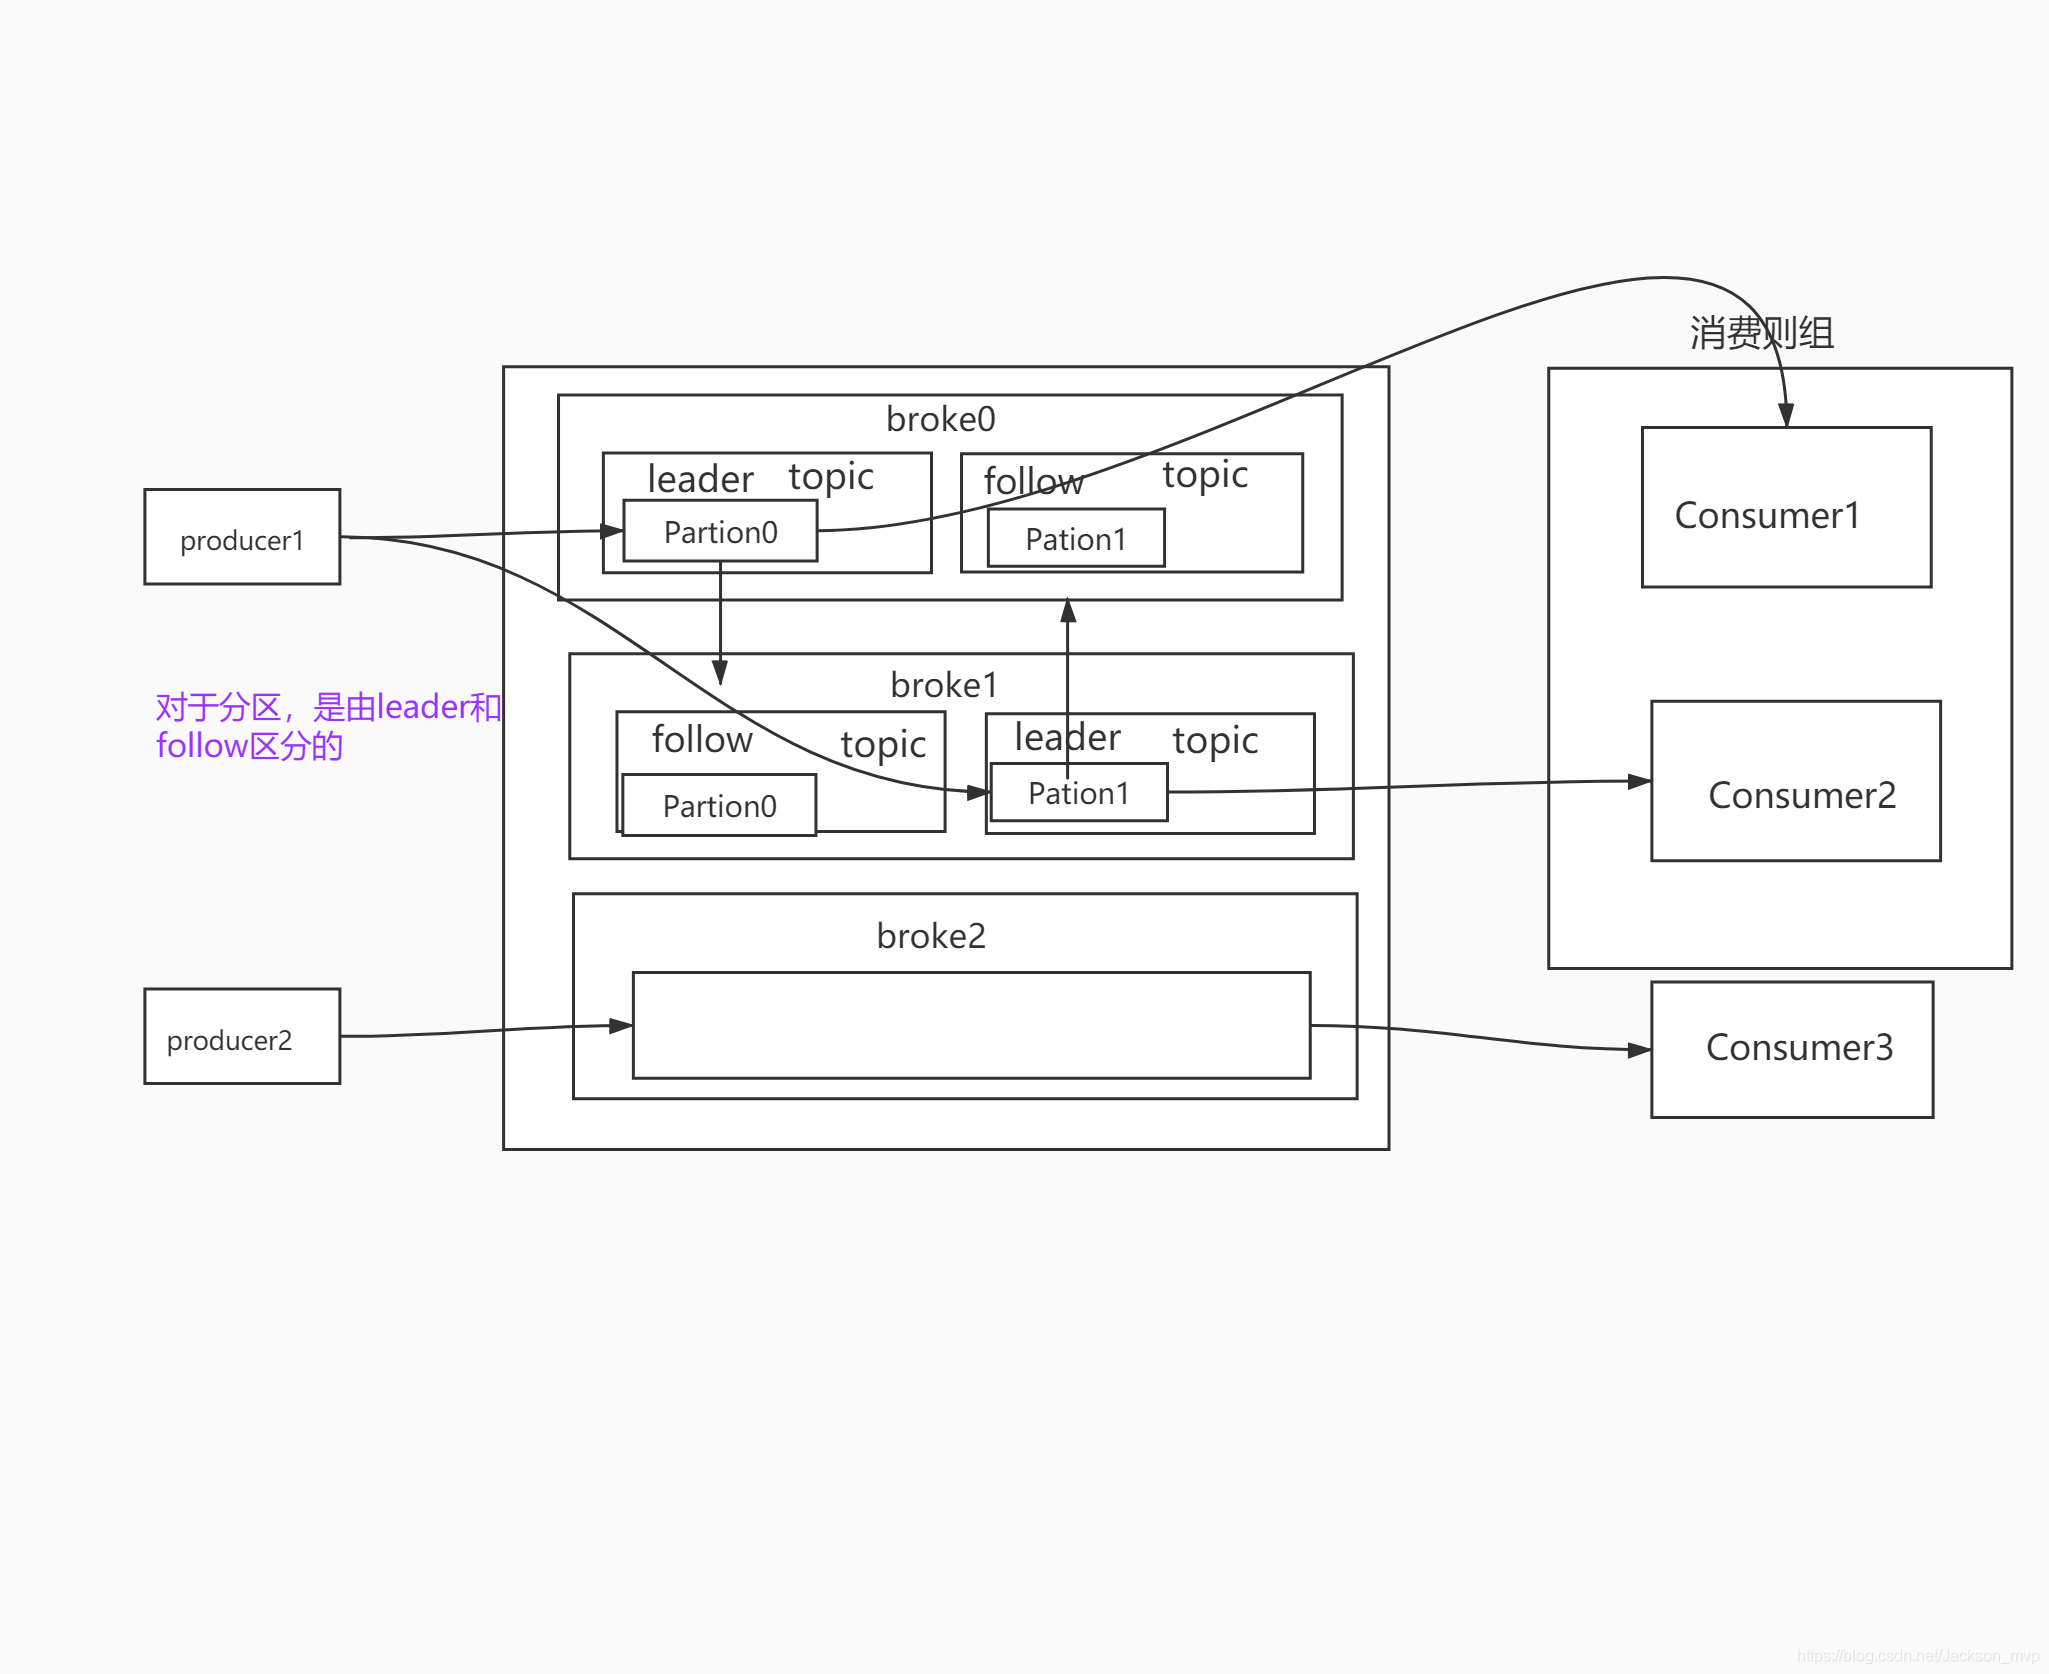 消费则组
broke0
leader topic
follow topic
Partion0
Pation1
Consumer1
producer1
对于分区，是由leader和
follow区分的
broke1
follow topic
leader topic
Partion0
Pation1
Consumer2
broke2
producer2
Consumer3
https://blog.csdn.net/Jackson_mvp